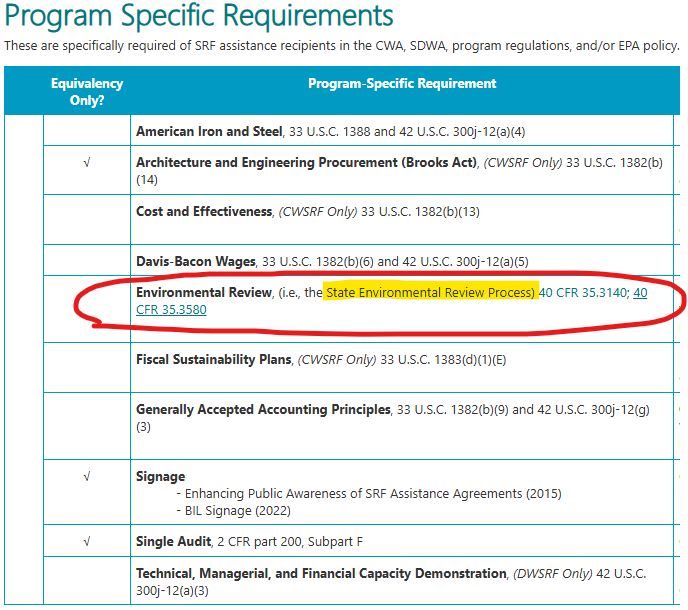 Program Specific Requirements
These are specifically required of SRF assistance recipients in the CWA, SDWA, program regulations, and/or EPA policy.
Equivalency
Only?
Program-Specific Requirement
American Iron and Steel, 33 U.S.C. 1388 and 42 U.S.C. 300j-12(a)(4)
√
Architecture and Engineering Procurement (Brooks Act), (CWSRF Only) 33 U.S.C. 1382(b)
(14)
Cost and Effectiveness, (CWSRF Only) 33 U.S.C. 1382(b)(13)
Davis-Bacon Wages, 33 U.S.C. 1382(b)(6) and 42 U.S.C. 300j-12(a)(5)
Environmental Review, (i.e., the State Environmental Review Process) 40 CFR 35.3140; 40
CFR 35.3580
Fiscal Sustainability Plans, (CWSRF Only) 33 U.S.C. 1383(d)(1)(E)
Generally Accepted Accounting Principles, 33 U.S.C. 1382(b)(9) and 42 U.S.C. 300j-12(g)
(3)
√
Signage
- Enhancing Public Awareness of SRF Assistance Agreements (2015)
- BIL Signage (2022)
√
Single Audit, 2 CFR part 200, Subpart F
Technical, Managerial, and Financial Capacity Demonstration, (DWSRF Only) 42 U.S.C.
300j-12(a)(3)